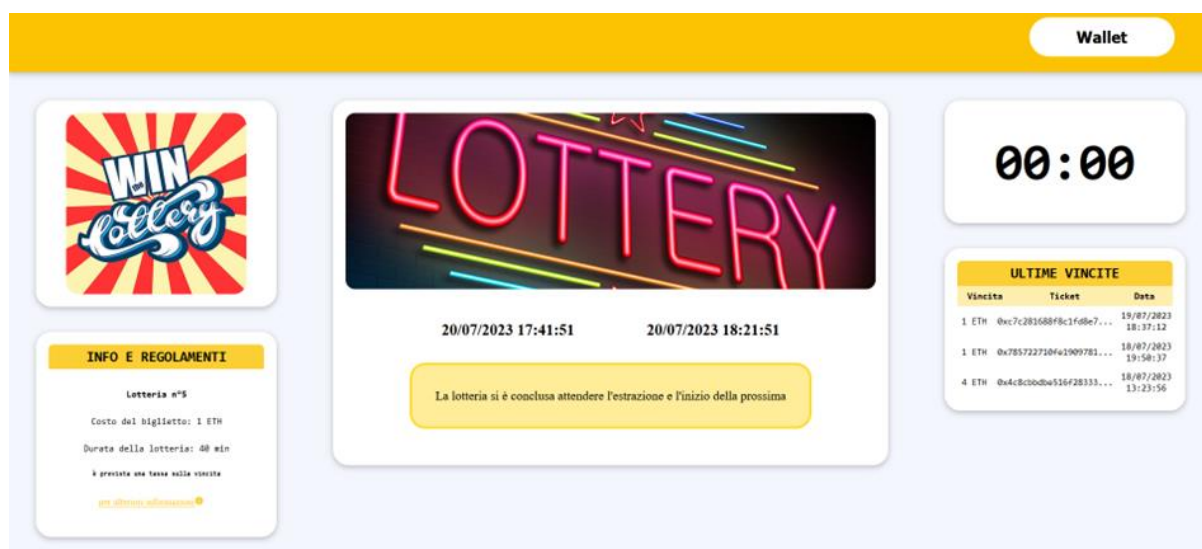 Wallet
WIN
the
Lottery
INFO E REGOLAMENTI
Lotteria n°5
Costo del biglietto: 1 ETH
Durata della lotteria: 40 min
è prevista una tassa sulla vincita
per ulteriori informazioni
LOTTERY
20/07/2023 17:41:51 20/07/2023 18:21:51
La lotteria si è conclusa attendere l'estrazione e l'inizio della prossima
00:00
ULTIME VINCITE
Vincita Ticket Data
1 ETH 0xc7c281688f8c1fd8e7... 19/07/2023
18:37:12
1 ETH 0x785722710fe1909781... 18/07/2023
19:50:37
4 ETH 0x4c8cbbdbe516f28333... 18/07/2023
13:23:56